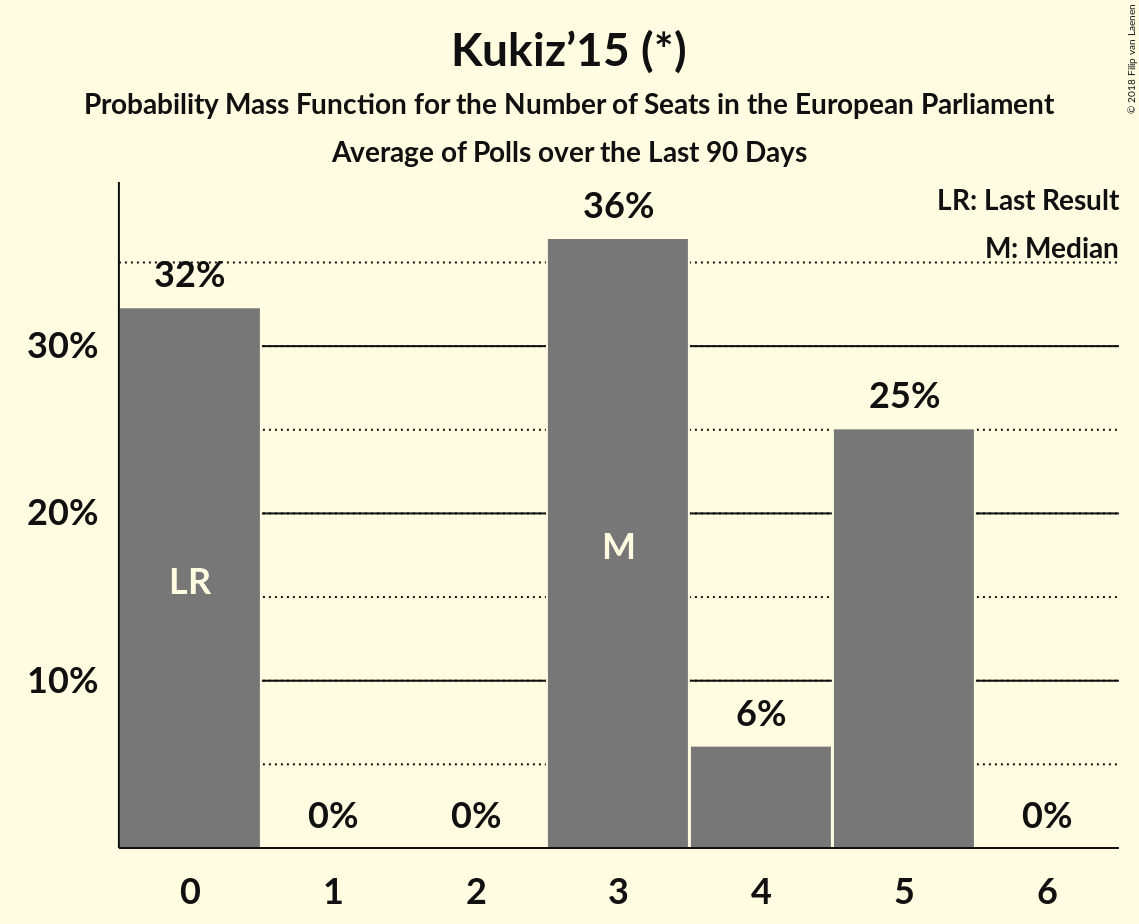 Kukiz’15 (*)
Probability Mass Function for the Number of Seats in the European Parliament
Average of Polls over the Last 90 Days
© 2018 Filip van Laenen
LR: Last Result
M: Median
36%
32%
30%
25%
20%
M
LR
10%
6%
0%
0%
0%
0 1 2 3 4 5 6